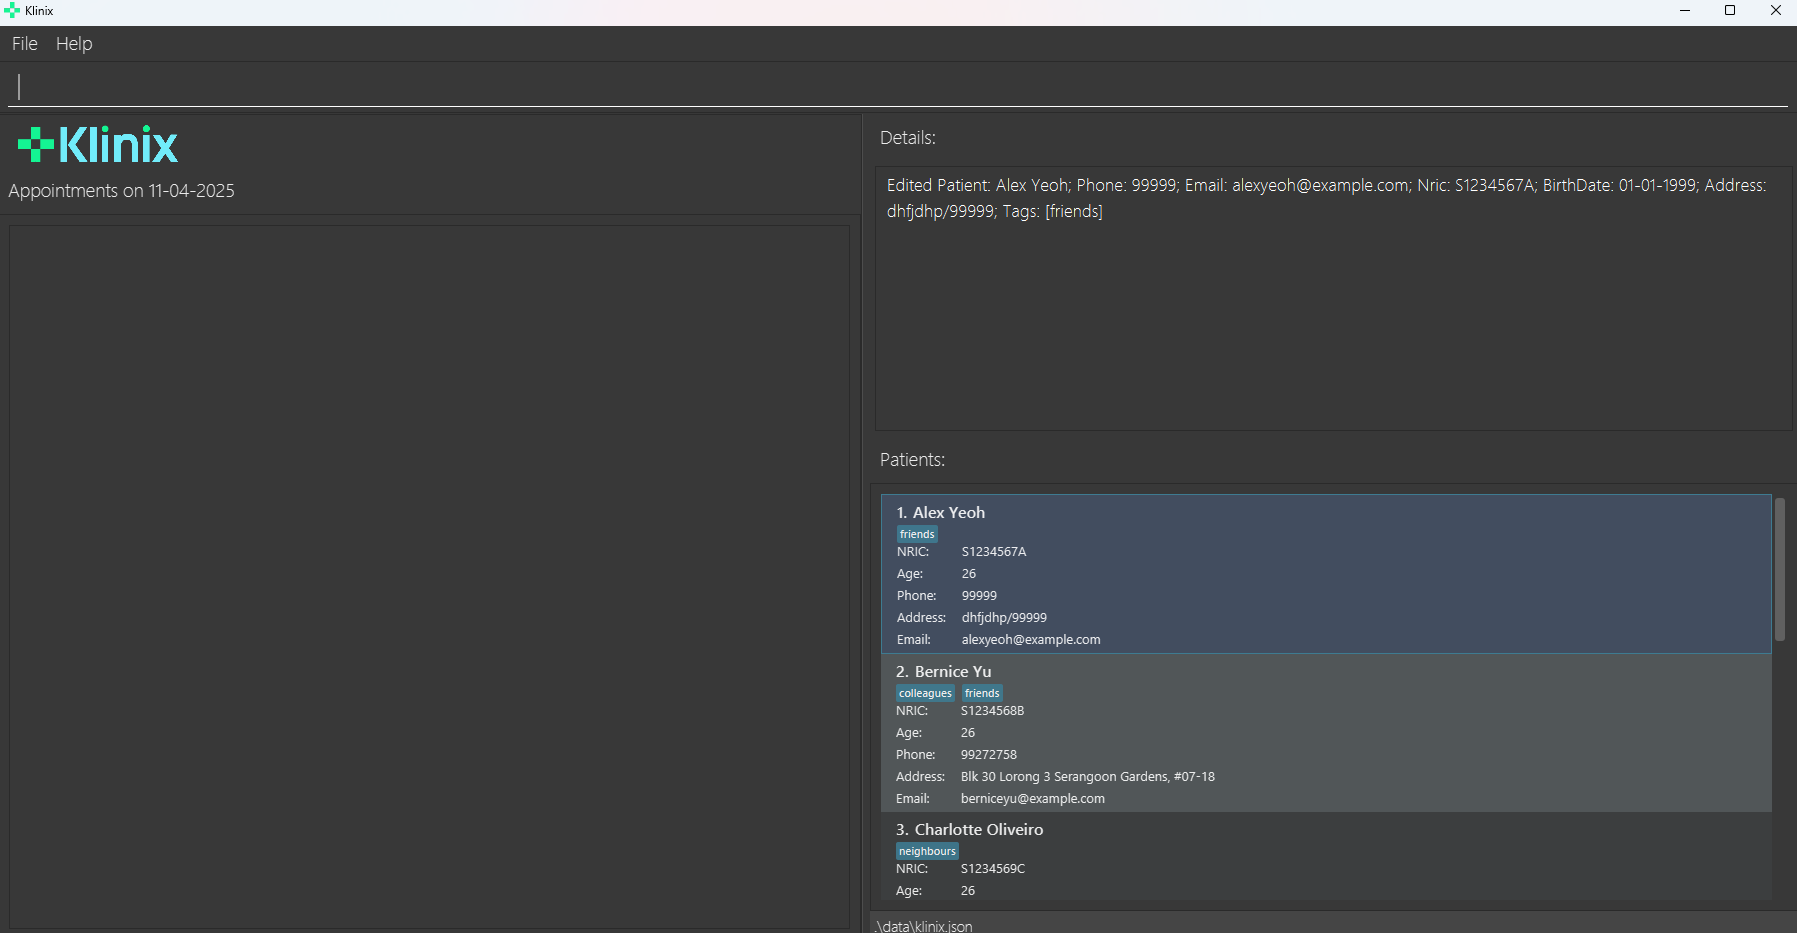 Klinix
File Help
Klinix
Appointments on 11-04-2025
Details:
Edited Patient: Alex Yeoh; Phone: 99999; Email: alexyeoh@example.com; Nric: S1234567A; BirthDate: 01-01-1999; Address:
dhfjdhp/99999; Tags: [friends]
Patients:
1. Alex Yeoh
friends
NRIC: S1234567A
Age: 26
Phone: 99999
Address: dhfjdhp/99999
Email: alexyeoh@example.com
2. Bernice Yu
colleagues friends
NRIC: S1234568B
Age: 26
Phone: 99272758
Address: Blk 30 Lorong 3 Serangoon Gardens, #07-18
Email: berniceyu@example.com
3. Charlotte Oliveiro
neighbours
NRIC: S1234569C
Age: 26
.\data\klinix.json